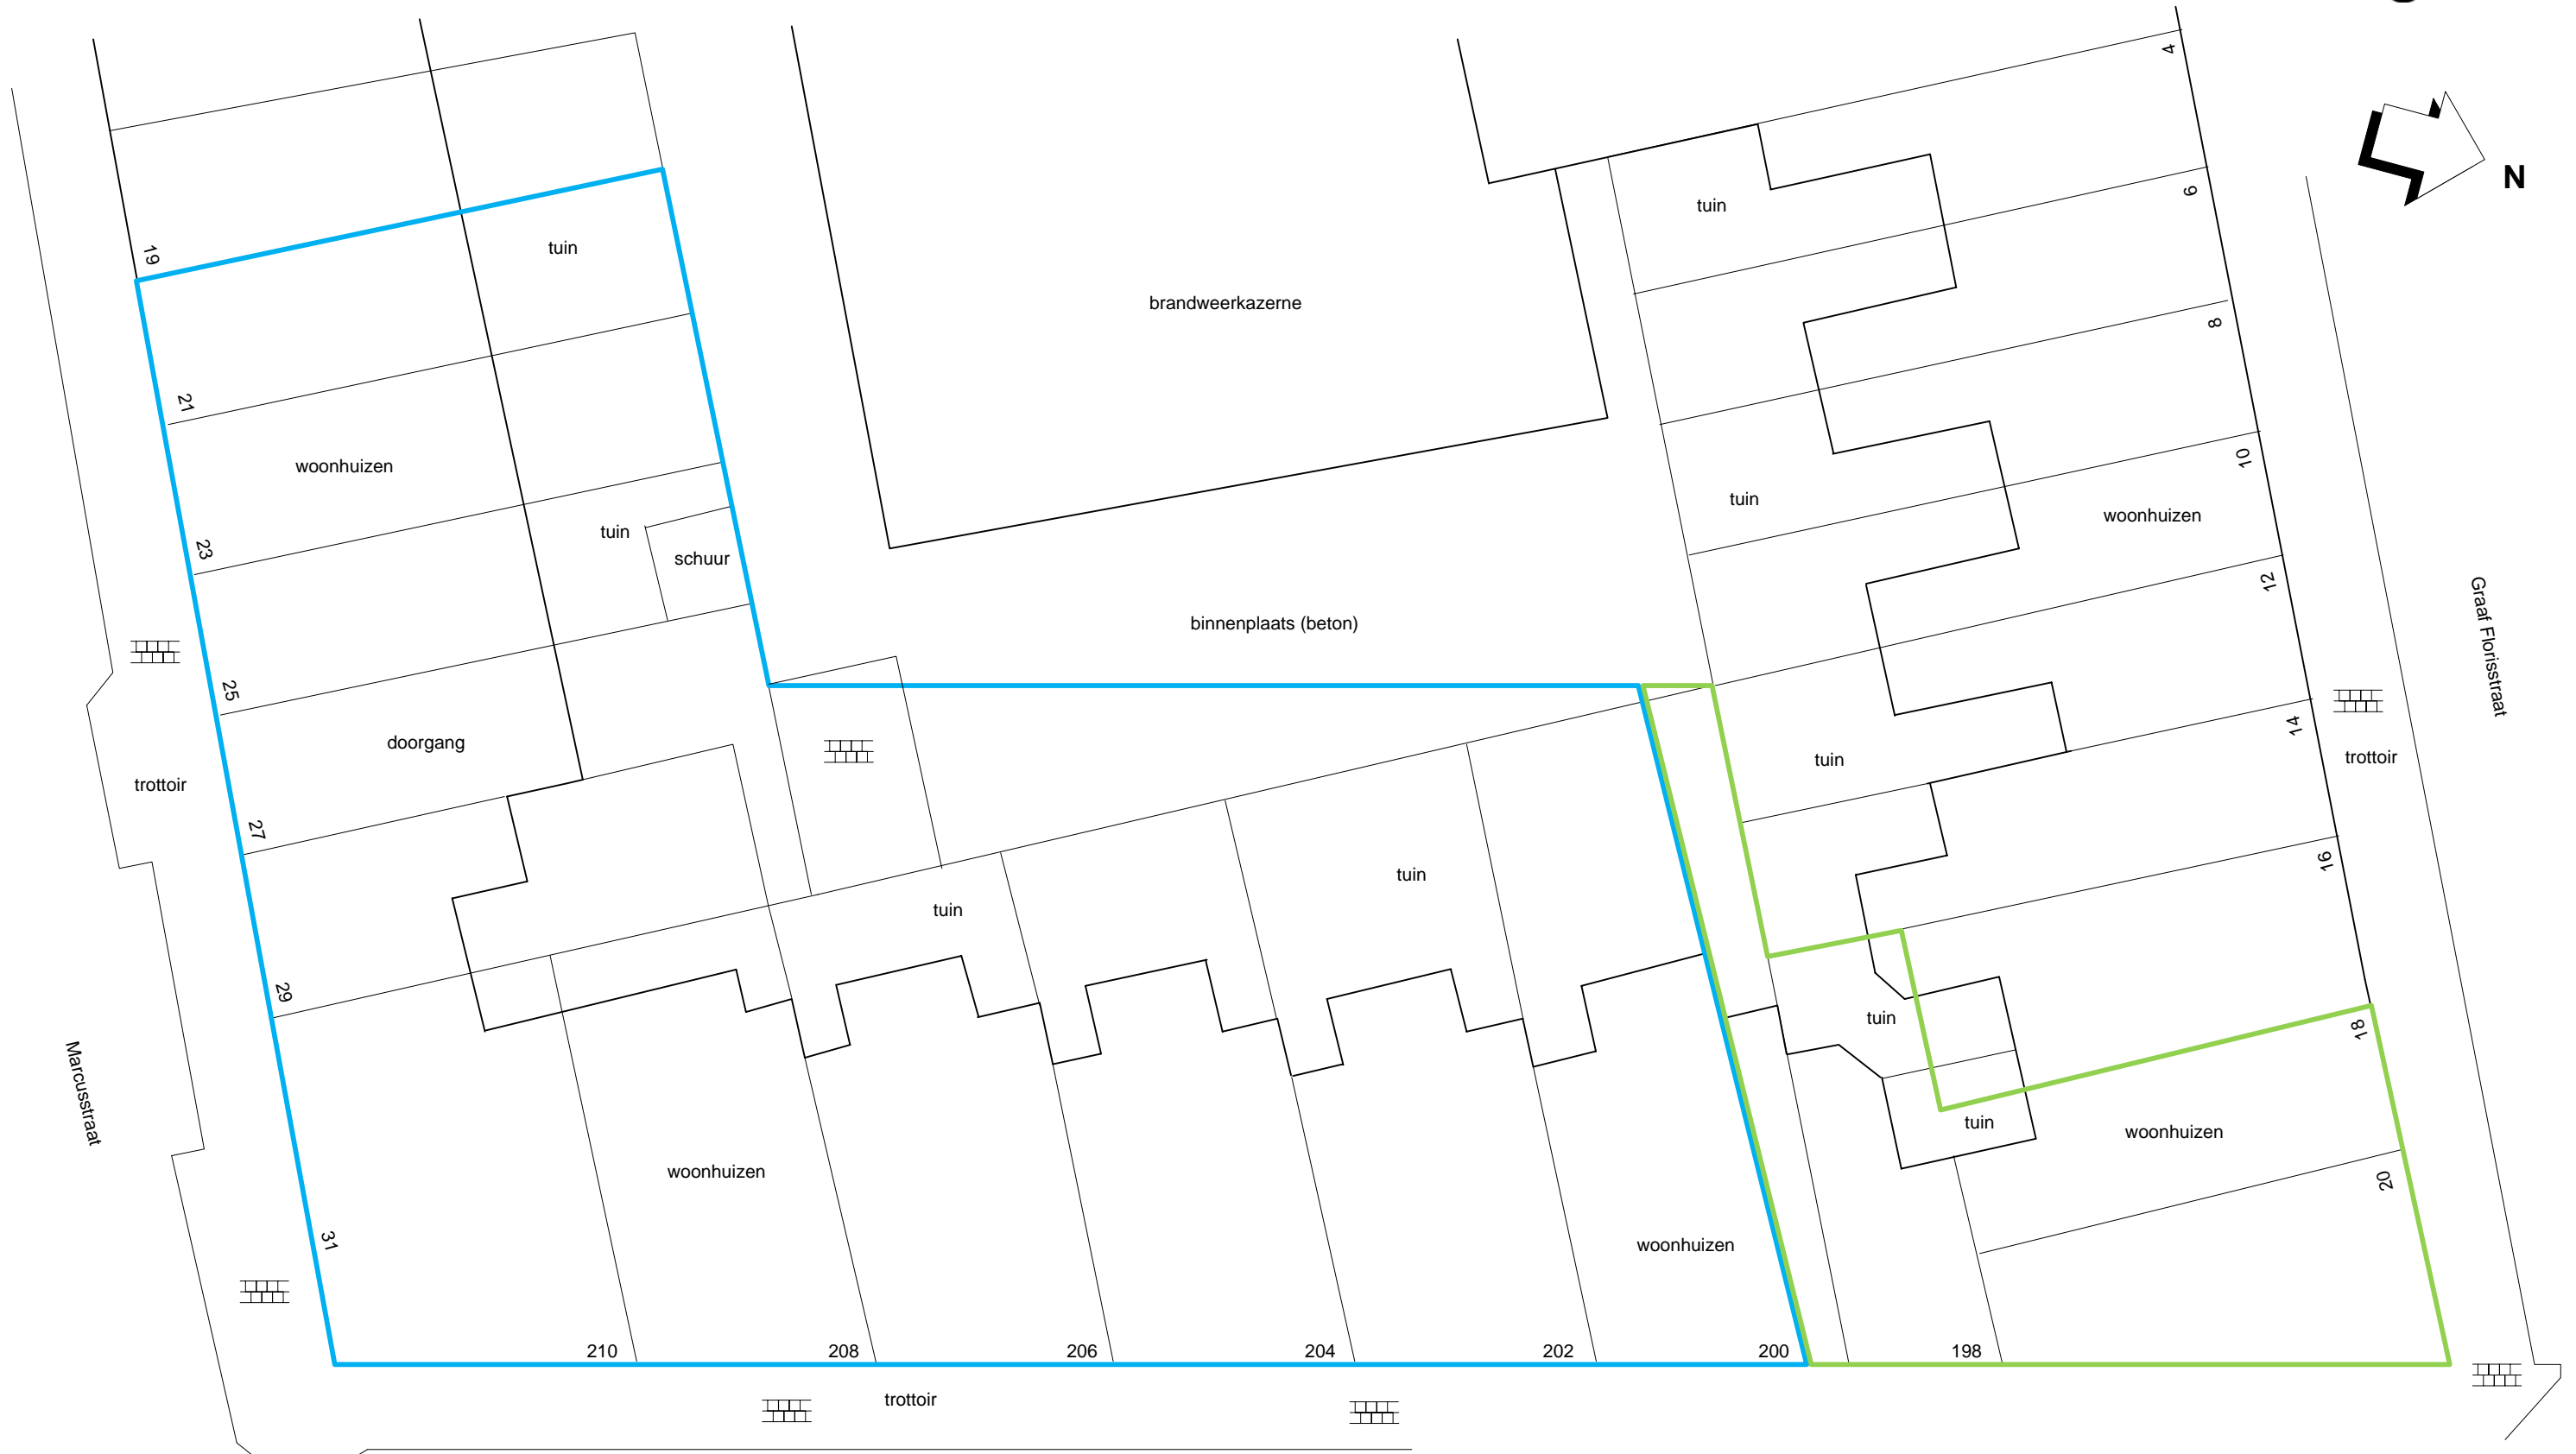 4
N
6
tuin
19
tuin
brandweerkazerne
8
21
10
woonhuizen
tuin
woonhuizen
23
tuin
schuur
12
binnenplaats (beton)
Graaf Florisstraat
25
14
doorgang
tuin
trottoir
trottoir
27
16
tuin
tuin
29
tuin
18
Marcusstraat
tuin
woonhuizen
woonhuizen
20
31
woonhuizen
210
208
206
204
202
200
198
trottoir